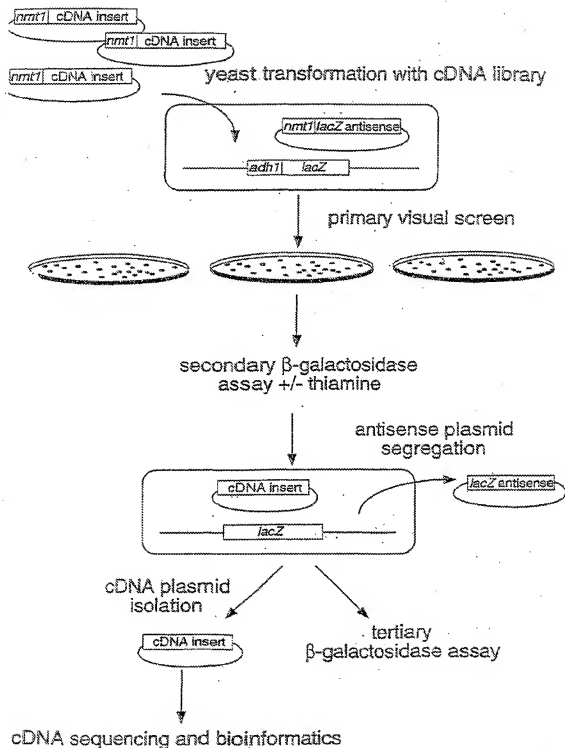 nmt1 cDNA insert
nmt1 cDNA insert
nmt1 cDNA insert
yeast transformation with cDNA library
nmt1 lacZ antisense
adh1 lacZ
primary visual screen
secondary β-galactosidase
assay +/- thiamine
antisense plasmid
segregation
cDNA insert
lacZ antisense
lacZ
cDNA plasmid
isolation
cDNA insert
tertiary
β-galactosidase assay
cDNA sequencing and bioinformatics